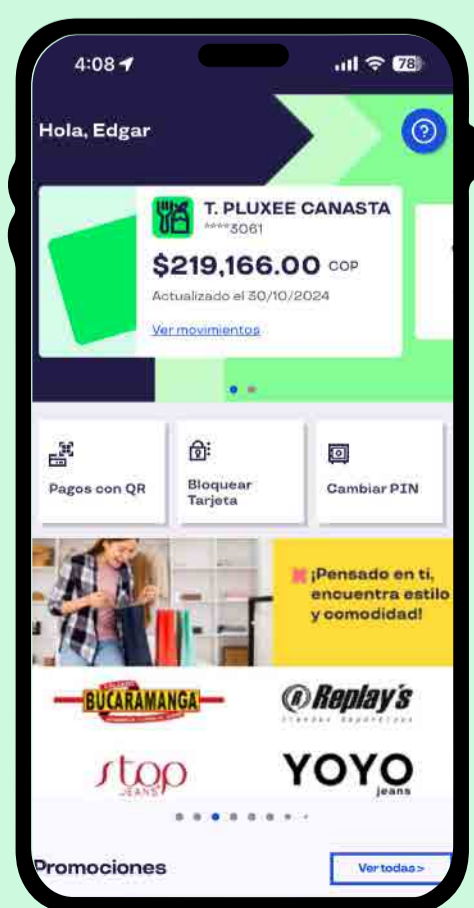 4:08
78
Hola, Edgar
T. PLUXEE CANASTA
****3061
$219,166.00 COP
Actualizado el 30/10/2024
Ver movimientos
Pagos con QR
Bloquear
Tarjeta
Cambiar PIN
¡Pensado en ti,
encuentra estilo
y comodidad!
BUCARAMANGA
R Replay's
stop
JEANS
YOYO
jeans
Promociones
Ver todas >